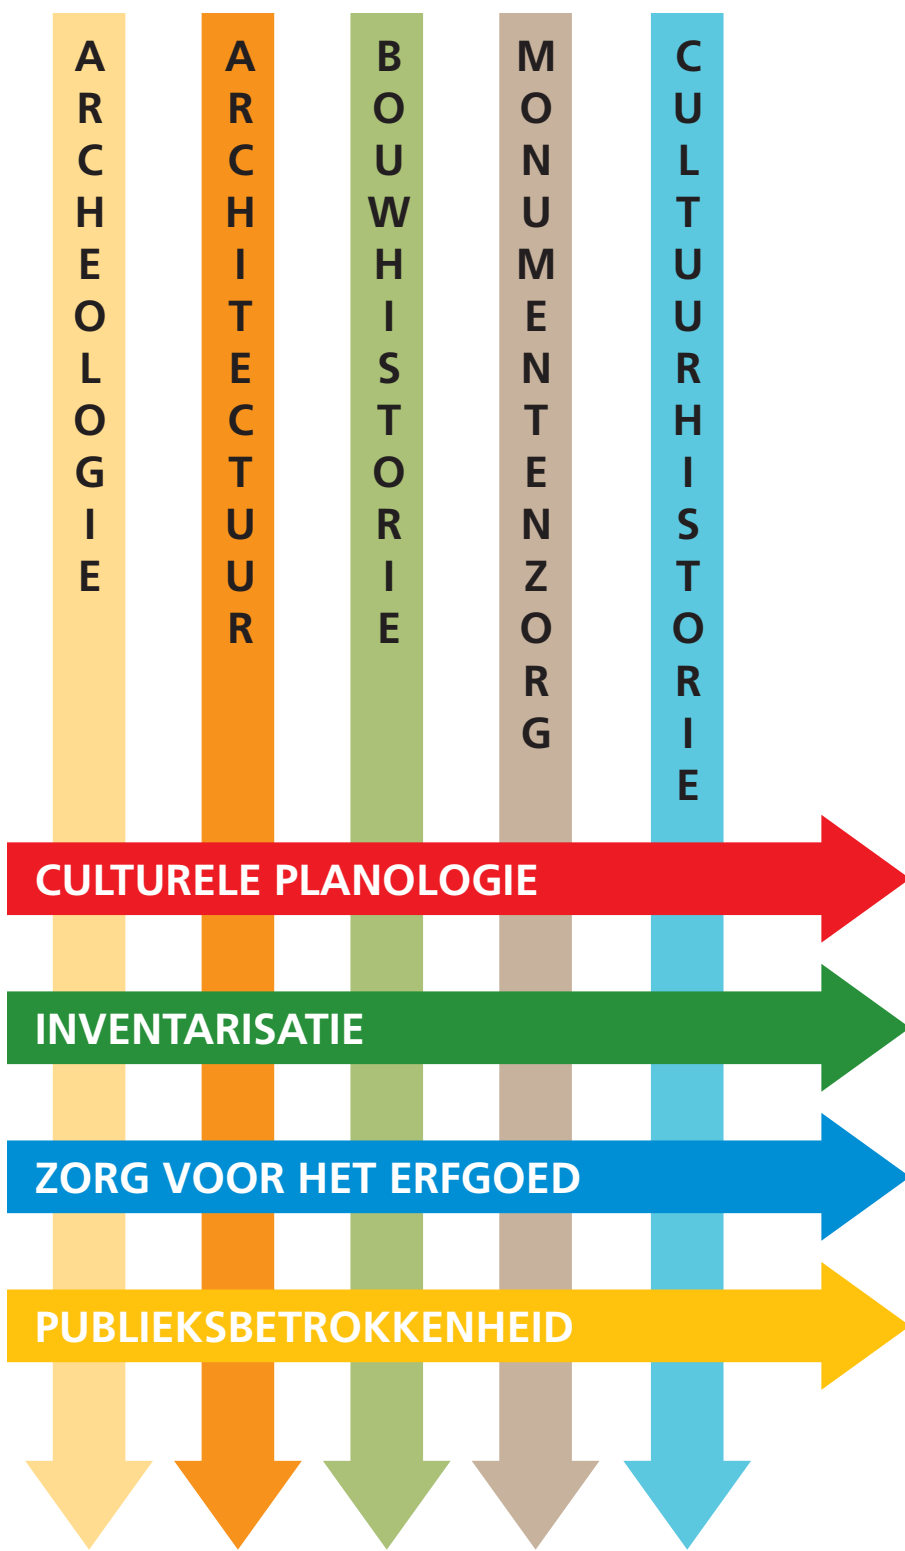 ARCHEOLOGIE
ARCHITECTUUR
BOUWHISTORIE
MONUMENTENZORG
CULTUURHISTORIE
CULTURELE PLANOLOGIE
INVENTARISATIE
ZORG VOOR HET ERFGOED
PUBLIEKSBETROKKENHEID